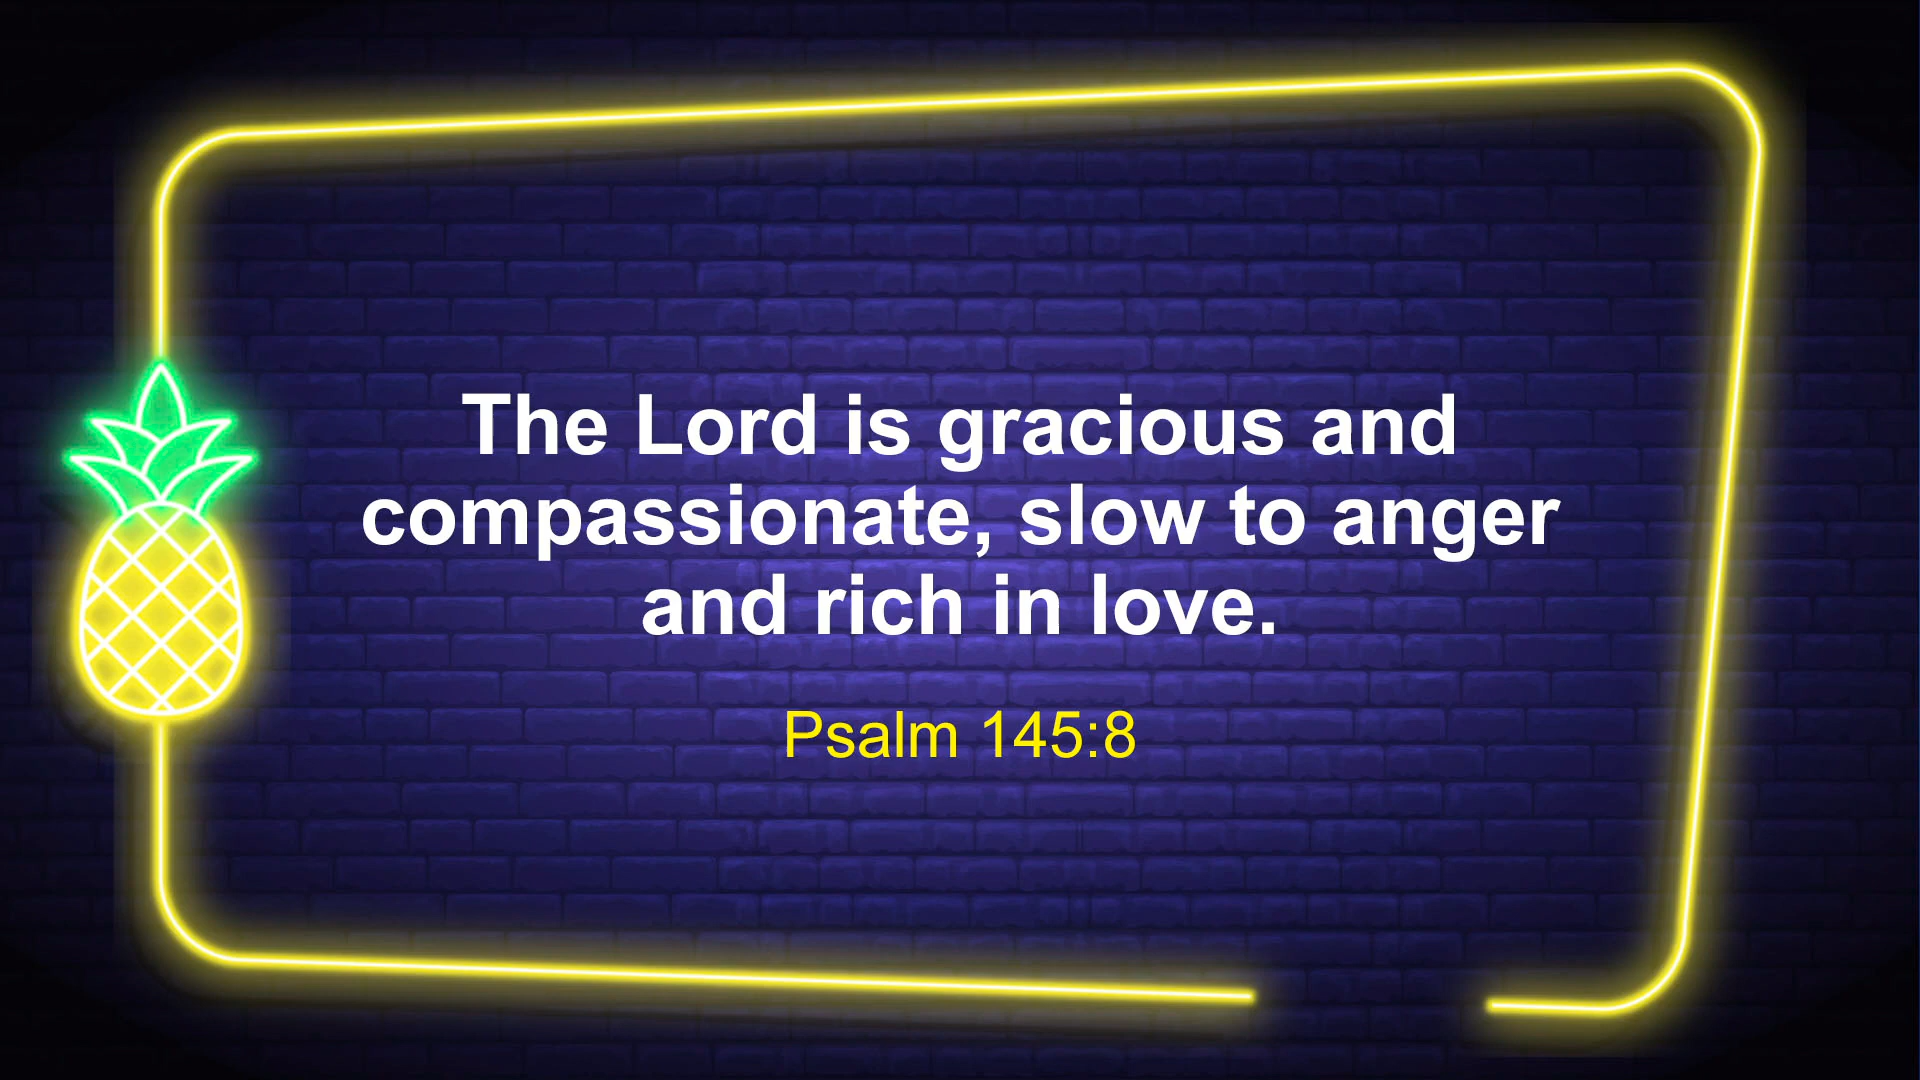 The Lord is gracious and
compassionate, slow to anger
and rich in love.
Psalm 145:8